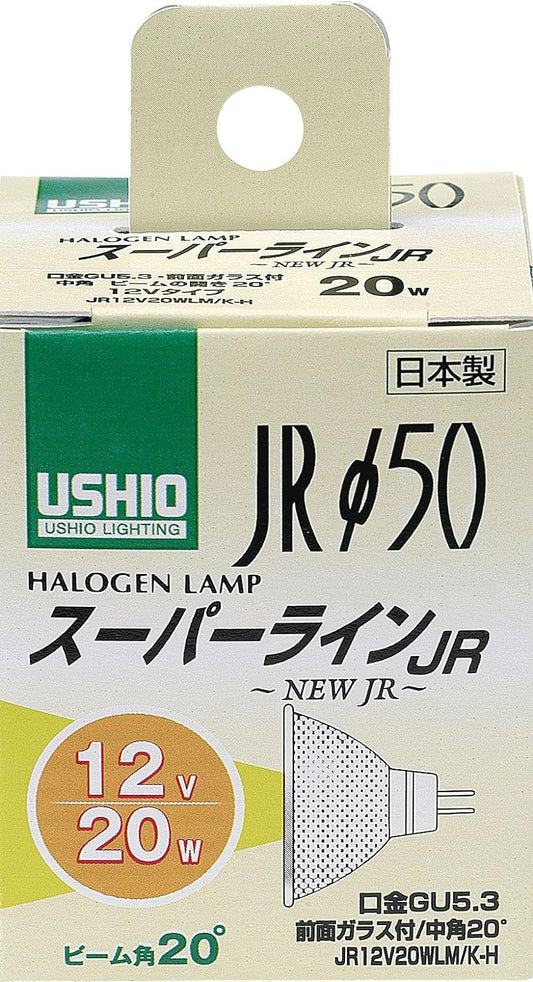 φ50
USHIO
USHIO LIGHTING
HALOGEN LAMP
スーパーラインJR
～NEW JR～
口金GU5.3・前面ガラス付
中角 ビームの開き20°
12Vタイプ
JR12V20WLM/K-H
20W
日本製
USHIO
USHIO LIGHTING
JRφ50
HALOGEN LAMP
スーパーラインJR
～NEW JR～
12V
20W
口金GU5.3
前面ガラス付/中角20°
JR12V20WLM/K-H
ビーム角20°